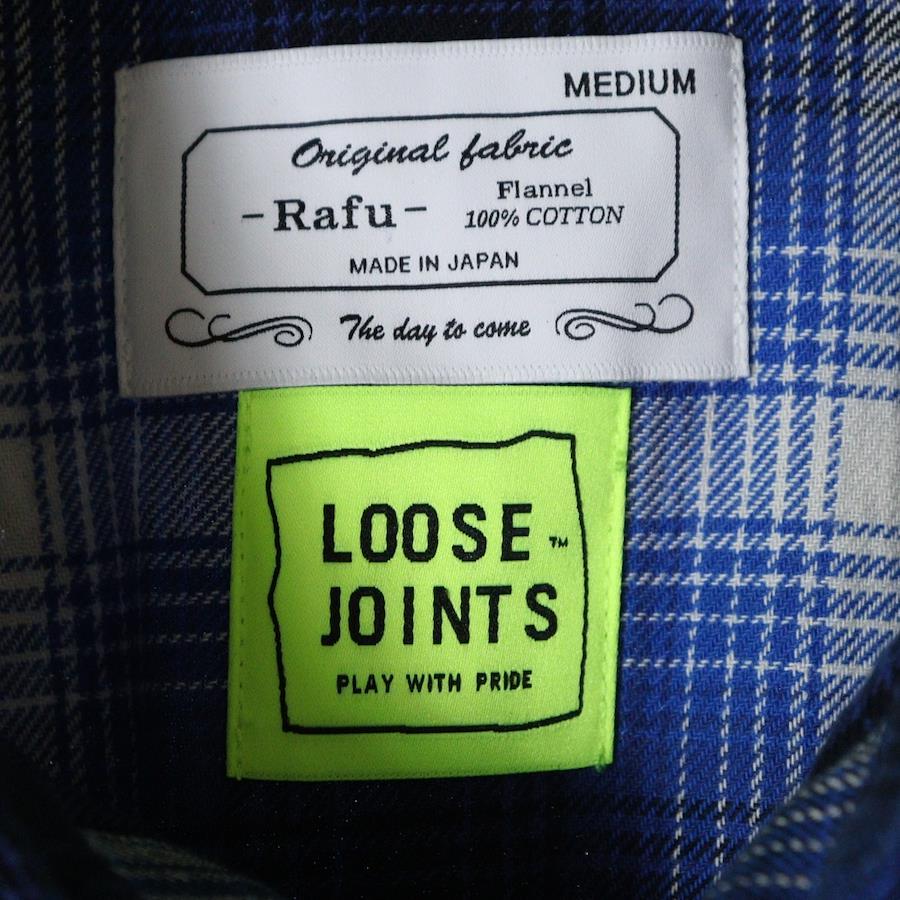 MEDIUM
Original fabric
-Rafu-
Flannel
100% COTTON
MADE IN JAPAN
The day to come
LOOSE™
JOINTS
PLAY WITH PRIDE